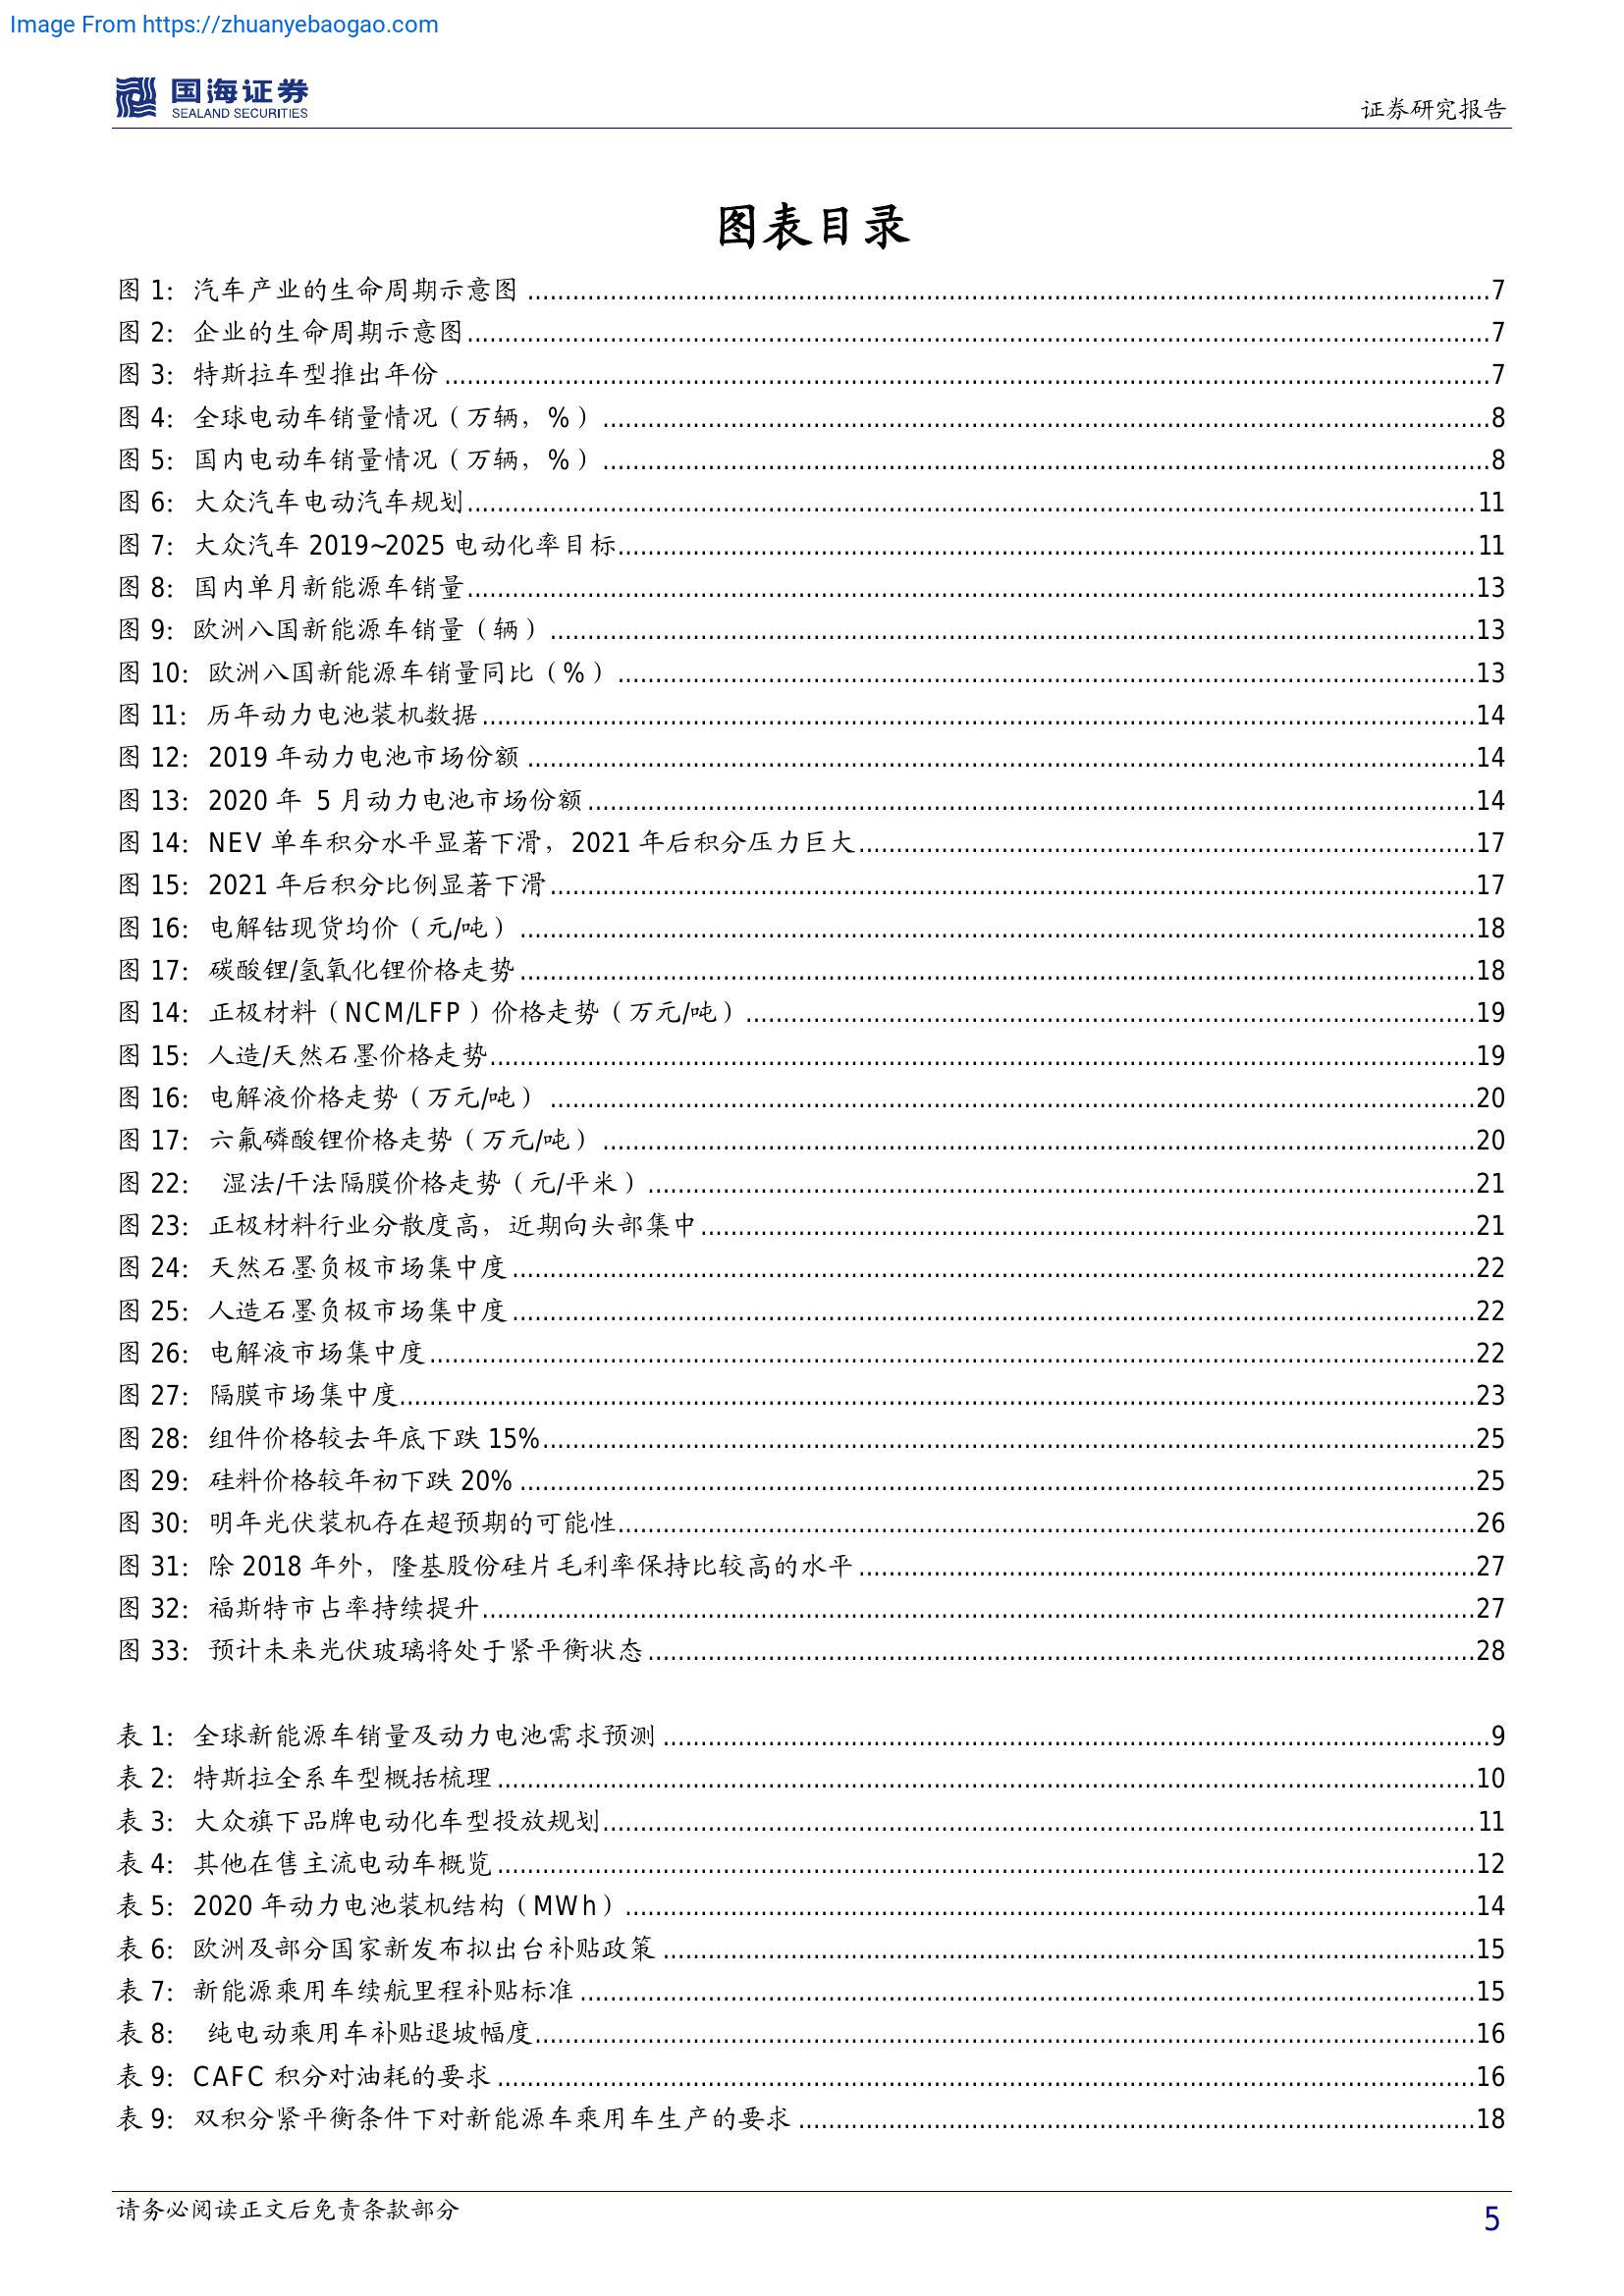 Image From https://zhuanyebaogao.com
国海证券
SEALAND SECURITIES
证券研究报告
图表目录
图 1: 汽车产业的生命周期示意图 7
图 2: 企业的生命周期示意图 7
图 3: 特斯拉车型推出年份 7
图 4: 全球电动车销量情况（万辆，%） 8
图 5: 国内电动车销量情况（万辆，%） 8
图 6: 大众汽车电动汽车规划 11
图 7: 大众汽车 2019~2025 电动化率目标 11
图 8: 国内单月新能源车销量 13
图 9: 欧洲八国新能源车销量（辆） 13
图 10: 欧洲八国新能源车销量同比（%） 13
图 11: 历年动力电池装机数据 14
图 12: 2019 年动力电池市场份额 14
图 13: 2020 年 5 月动力电池市场份额 14
图 14: NEV 单车积分水平显著下滑，2021 年后积分压力巨大 17
图 15: 2021 年后积分比例显著下滑 17
图 16: 电解钴现货均价（元/吨） 18
图 17: 碳酸锂/氢氧化锂价格走势 18
图 14: 正极材料（NCM/LFP）价格走势（万元/吨） 19
图 15: 人造/天然石墨价格走势 19
图 16: 电解液价格走势（万元/吨） 20
图 17: 六氟磷酸锂价格走势（万元/吨） 20
图 22: 湿法/干法隔膜价格走势（元/平米） 21
图 23: 正极材料行业分散度高，近期向头部集中 21
图 24: 天然石墨负极市场集中度 22
图 25: 人造石墨负极市场集中度 22
图 26: 电解液市场集中度 22
图 27: 隔膜市场集中度 23
图 28: 组件价格较去年底下跌 15% 25
图 29: 硅料价格较年初下跌 20% 25
图 30: 明年光伏装机存在超预期的可能性 26
图 31: 除 2018 年外，隆基股份硅片毛利率保持比较高的水平 27
图 32: 福斯特市占率持续提升 27
图 33: 预计未来光伏玻璃将处于紧平衡状态 28
表 1: 全球新能源车销量及动力电池需求预测 9
表 2: 特斯拉全系车型概括梳理 10
表 3: 大众旗下品牌电动化车型投放规划 11
表 4: 其他在售主流电动车概览 12
表 5: 2020 年动力电池装机结构（MWh） 14
表 6: 欧洲及部分国家新发布拟出台补贴政策 15
表 7: 新能源乘用车续航里程补贴标准 15
表 8: 纯电动乘用车补贴退坡幅度 16
表 9: CAFC 积分对油耗的要求 16
表 9: 双积分紧平衡条件下对新能源车乘用车生产的要求 18
请务必阅读正文后免责条款部分
5